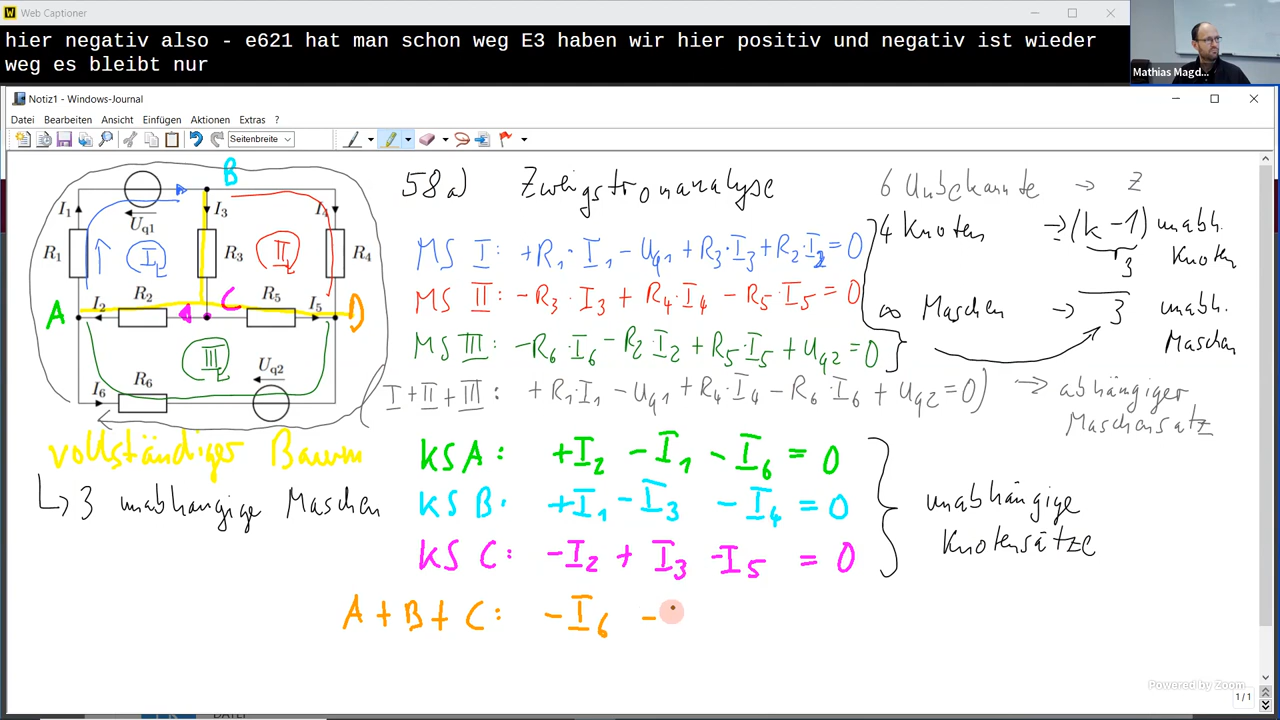 Web Captioner
hier negativ also - e621 hat man schon weg E3 haben wir hier positiv und negativ ist wieder
weg es bleibt nur
Mathias Magd...
Notiz1 - Windows-Journal
Datei Bearbeiten Ansicht Einfügen Aktionen Extras ?
Seitenbreite
B
I1 Uq1 I3 I4
R1 I R3 II R4
A I2 R2 C R5 I5 D
III
I6 R6 Uq2
vollständiger Baum
↳ 3 unabhängige Maschen
58a) Zweigstromanalyse
MS I: +R1·I1 - Uq1 + R3·I3 + R2·I2 = 0
MS II: -R3·I3 + R4·I4 - R5·I5 = 0
MS III: -R6·I6 - R2·I2 + R5·I5 + Uq2 = 0
I+II+III: +R1·I1 - Uq1 + R4·I4 - R6·I6 + Uq2 = 0) → abhängiger
Maschensatz
6 Unbekannte → z
4 Knoten → (k-1) unabh.
3 Knoten
∞ Maschen → 3 unabh.
Maschen
KS A: +I2 - I1 - I6 = 0
KS B: +I1 - I3 - I4 = 0
KS C: -I2 + I3 - I5 = 0
unabhängige
Knotensätze
A+B+C: -I6 -
Recorded by Zoom
1/1